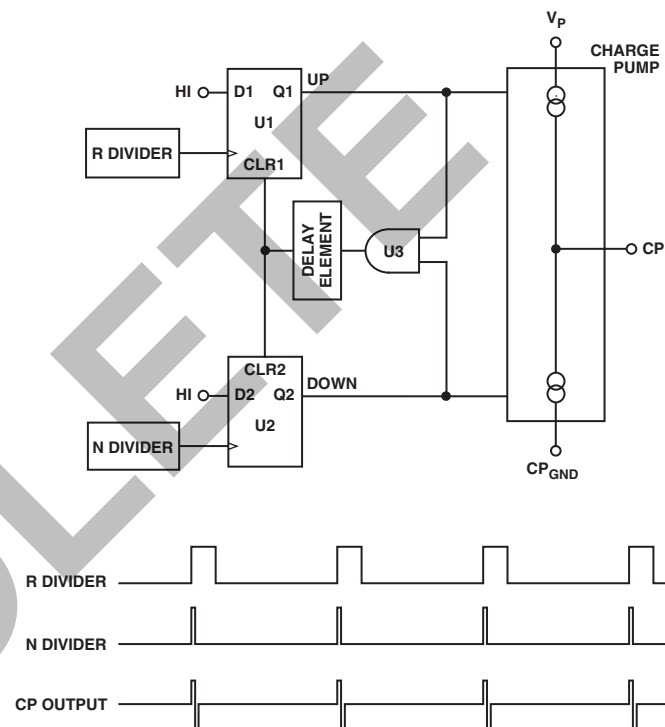 V_P
CHARGE
PUMP
UP
HI
D1 Q1
U1
R DIVIDER
CLR1
DELAY
ELEMENT
U3
CP
CLR2
DOWN
HI
D2 Q2
U2
N DIVIDER
CP_GND
R DIVIDER
N DIVIDER
CP OUTPUT
OLETE